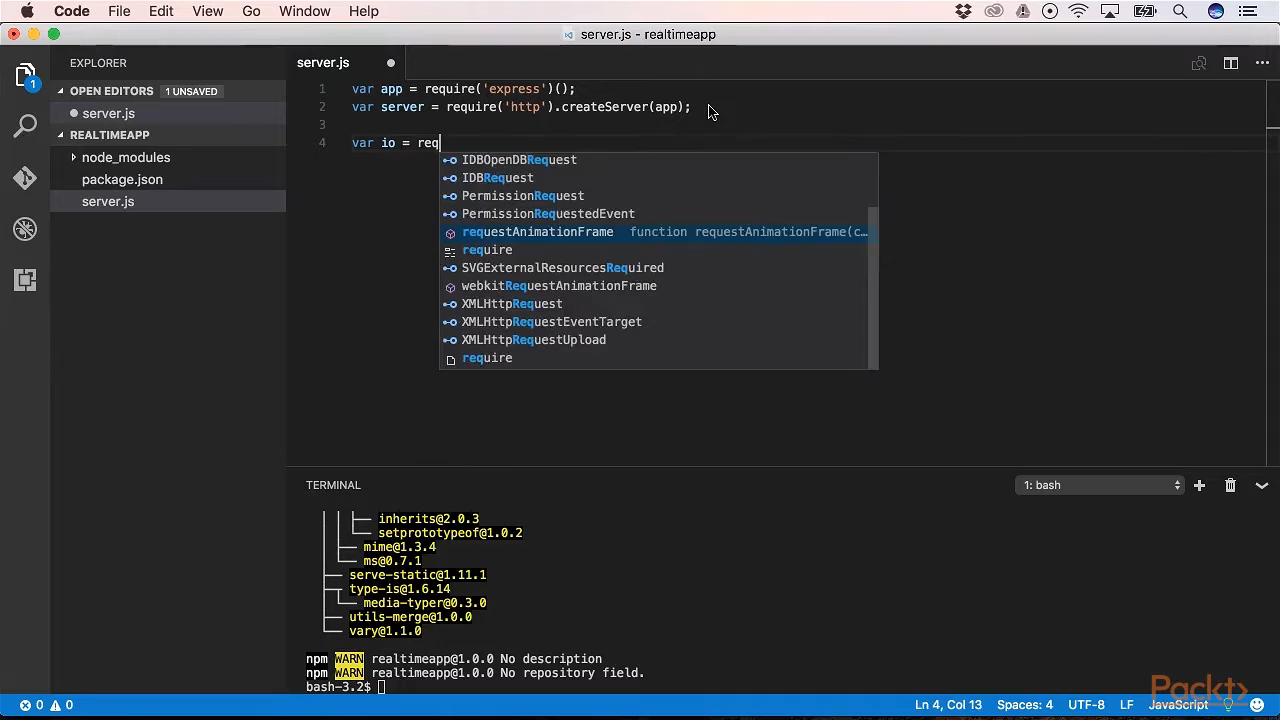 Code File Edit View Go Window Help
server.js - realtimeapp
EXPLORER
server.js
OPEN EDITORS 1 UNSAVED
server.js
REALTIMEAPP
node_modules
package.json
server.js
1
1 var app = require('express')();
2 var server = require('http').createServer(app);
3
4 var io = req
IDBOpenDBRequest
IDBRequest
PermissionRequest
PermissionRequestedEvent
requestAnimationFrame function requestAnimationFrame(c…
require
SVGExternalResourcesRequired
webkitRequestAnimationFrame
XMLHttpRequest
XMLHttpRequestEventTarget
XMLHttpRequestUpload
require
TERMINAL
1: bash
│ │ │ ├── inherits@2.0.3
│ │ │ └── setprototypeof@1.0.2
│ │ ├── mime@1.3.4
│ │ └── ms@0.7.1
├── serve-static@1.11.1
├─┬ type-is@1.6.14
│ └── media-typer@0.3.0
├── utils-merge@1.0.0
└── vary@1.1.0
npm WARN realtimeapp@1.0.0 No description
npm WARN realtimeapp@1.0.0 No repository field.
bash-3.2$
Packt>
0 0
Ln 4, Col 13 Spaces: 4 UTF-8 LF JavaScript